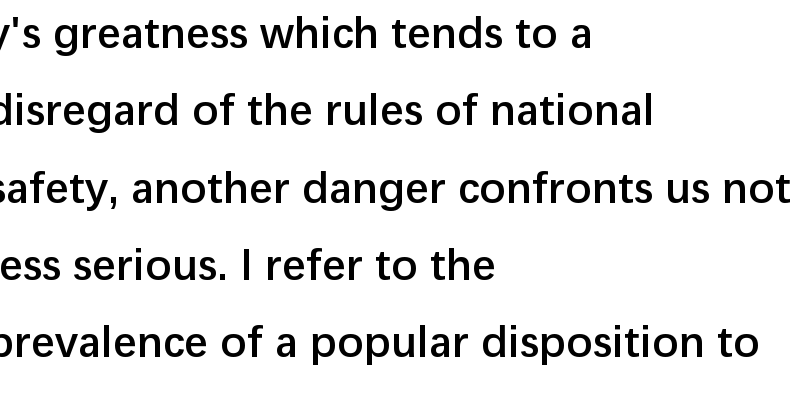 y's greatness which tends to a
disregard of the rules of national
safety, another danger confronts us not
ess serious. I refer to the
prevalence of a popular disposition to